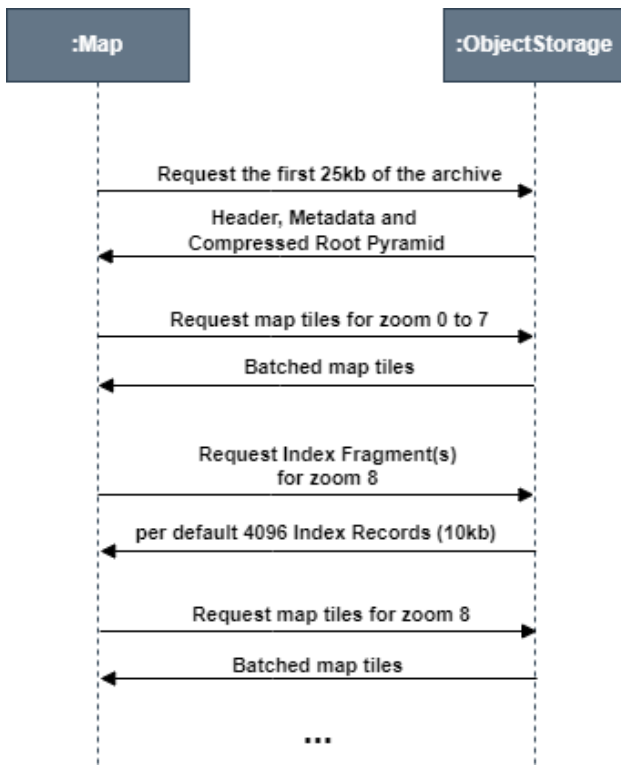 :Map
:ObjectStorage
Request the first 25kb of the archive
Header, Metadata and
Compressed Root Pyramid
Request map tiles for zoom 0 to 7
Batched map tiles
Request Index Fragment(s)
for zoom 8
per default 4096 Index Records (10kb)
Request map tiles for zoom 8
Batched map tiles
...